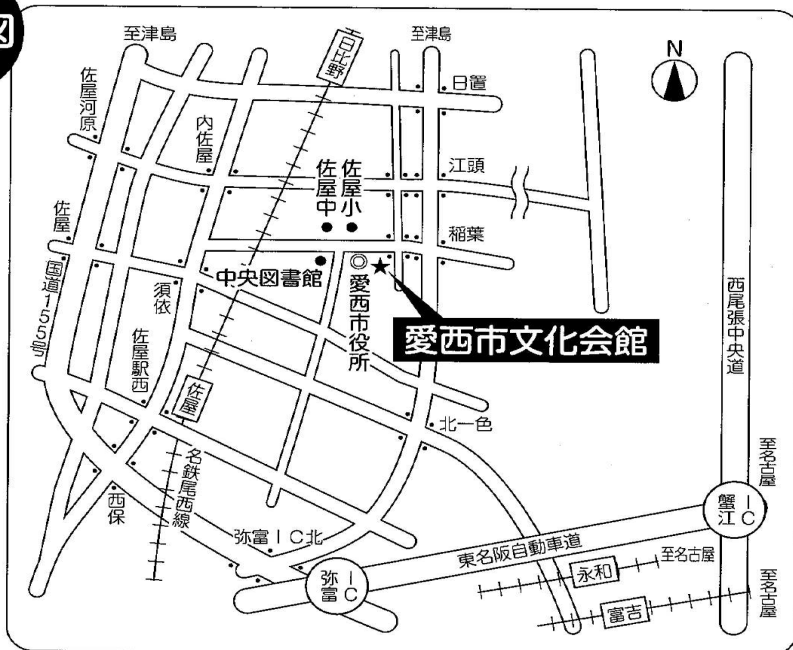 図
至津島
至津島
N
日比野
日置
佐屋河原
内佐屋
佐屋中
佐屋小
江頭
佐屋
稲葉
中央図書館
愛西市役所
国道155号
須依
愛西市文化会館
西尾張中央道
佐屋駅西
佐屋
北一色
名鉄尾西線
西保
弥富IC北
至名古屋
蟹江IC
東名阪自動車道
弥富IC
永和
至名古屋
富吉
至名古屋